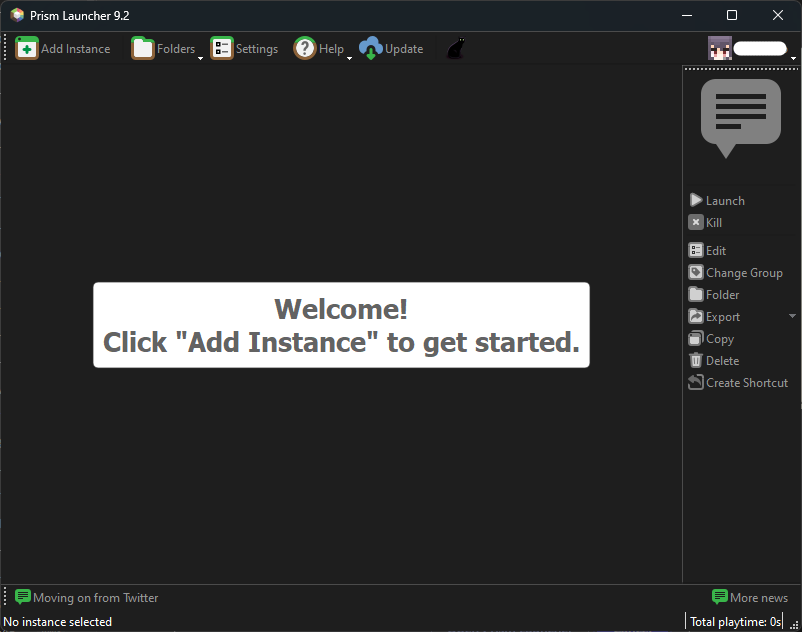 Prism Launcher 9.2
Add Instance Folders Settings Help Update
Launch
Kill
Edit
Change Group
Folder
Export
Copy
Delete
Create Shortcut
Welcome!
Click "Add Instance" to get started.
Moving on from Twitter More news
No instance selected Total playtime: 0s